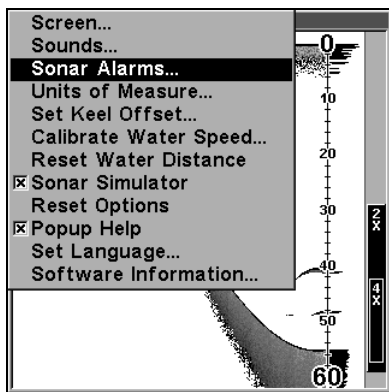 Screen...
Sounds...
Sonar Alarms...
Units of Measure...
Set Keel Offset...
Calibrate Water Speed...
Reset Water Distance
Sonar Simulator
Reset Options
Popup Help
Set Language...
Software Information...
0
10
20
30
40
50
60
2X
4X